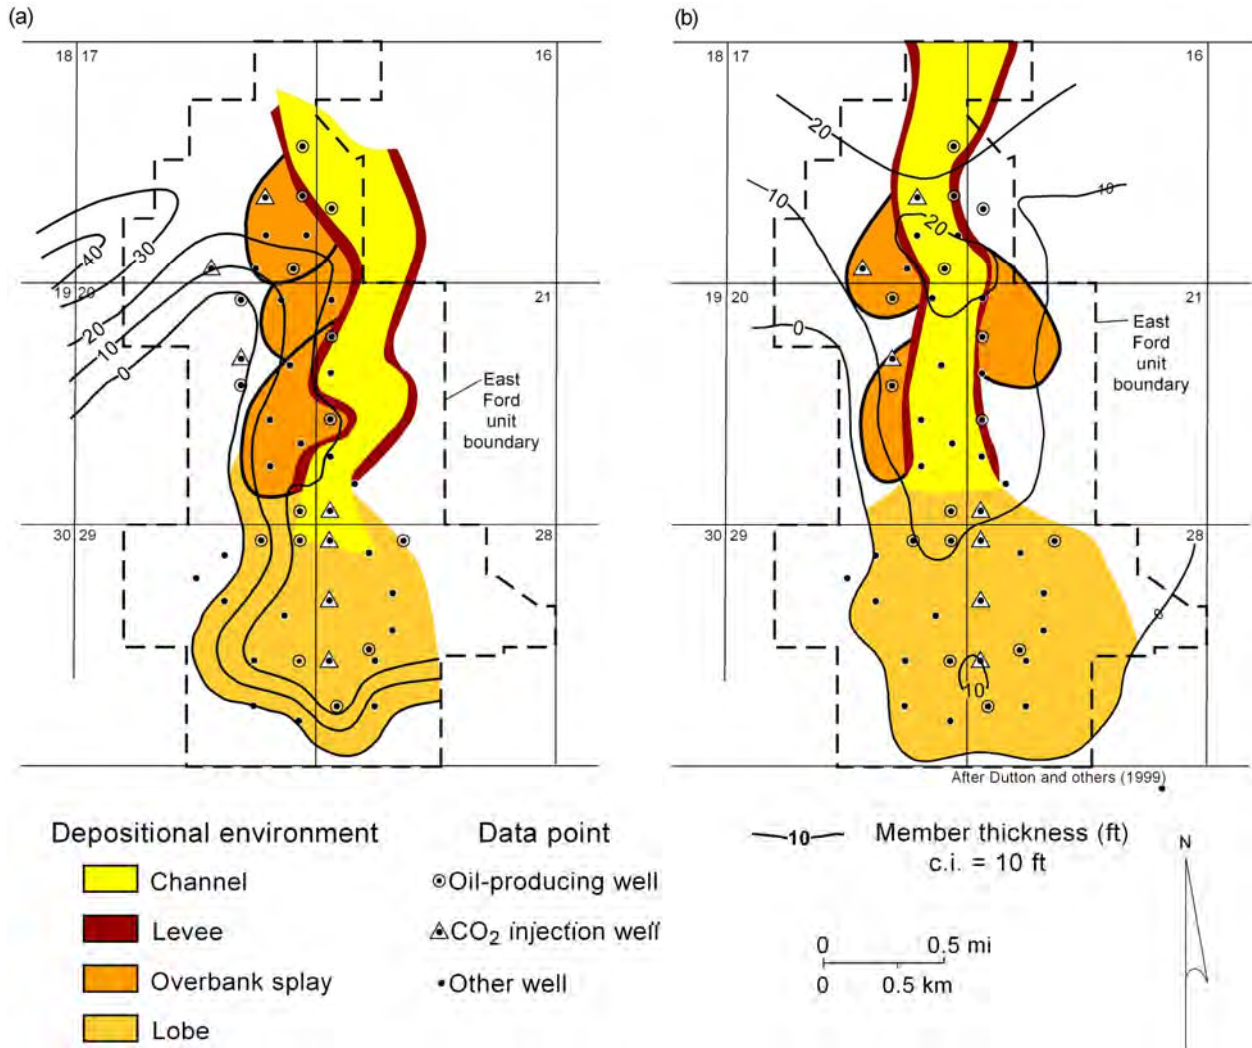 (a)
18 17
16
40
30
19 20
21
20
10
0
East
Ford
unit
boundary
30 29
28
(b)
18 17
16
20
10
10
20
19 20
21
0
East
Ford
unit
boundary
30 29
28
0
10
After Dutton and others (1999)
Depositional environment
Channel
Levee
Overbank splay
Lobe
Data point
Oil-producing well
CO2 injection well
Other well
10 Member thickness (ft)
c.i. = 10 ft
0 0.5 mi
0 0.5 km
N